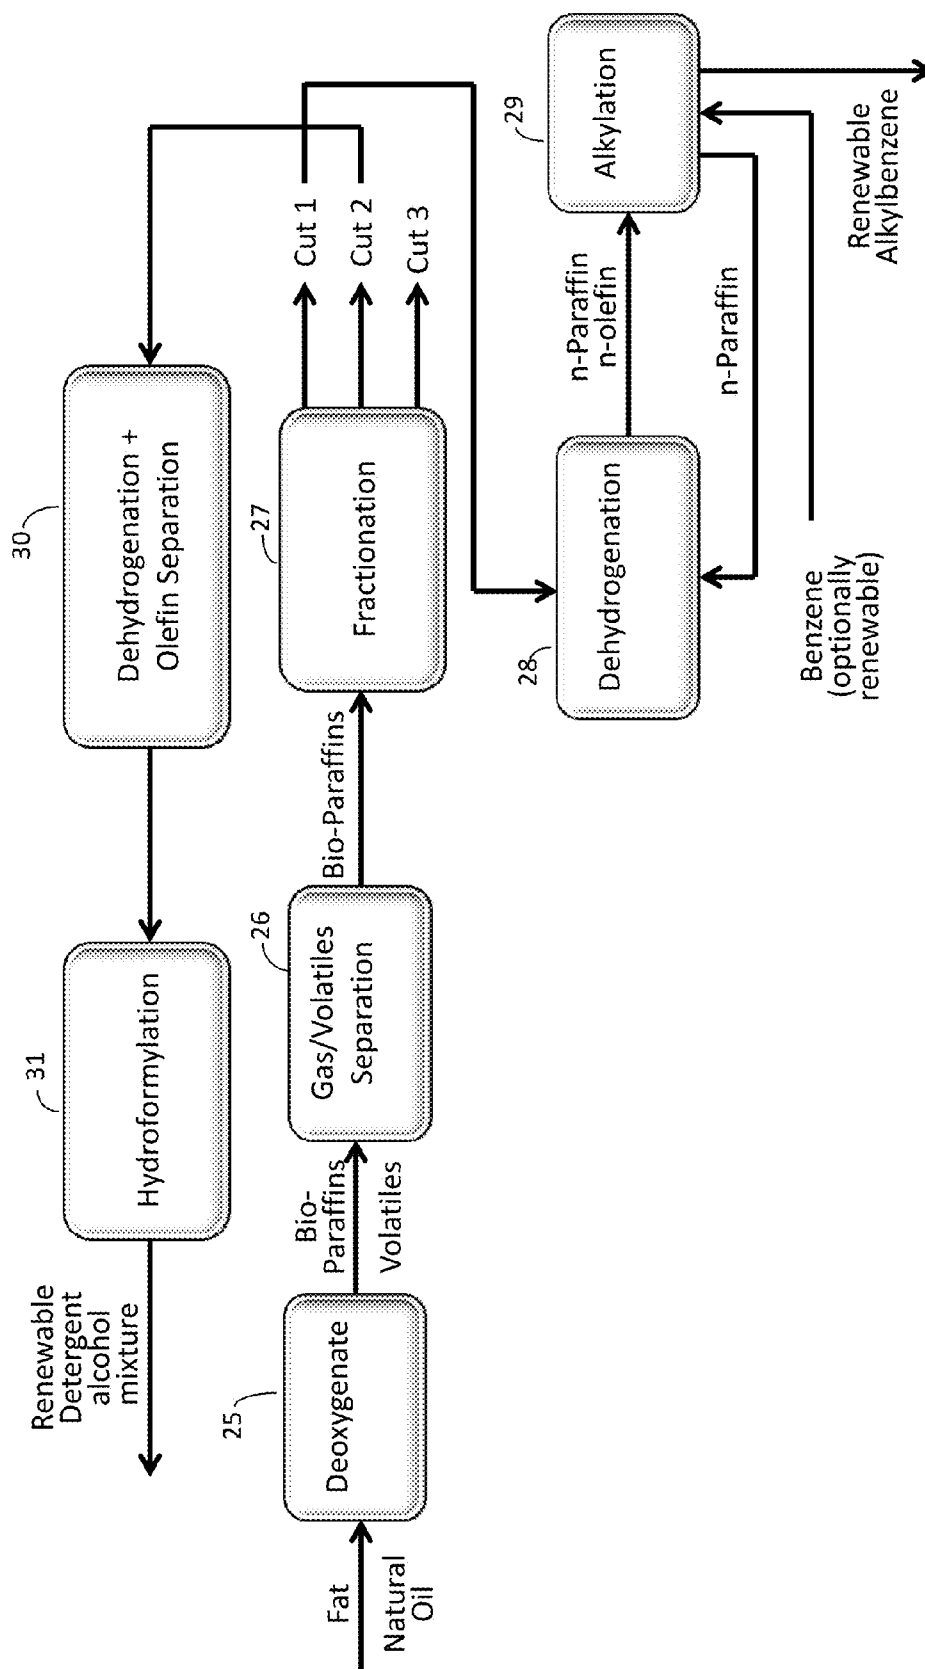 Renewable
Detergent
alcohol
mixture
31
Hydroformylation
30
Dehydrogenation +
Olefin Separation
Fat
Natural
Oil
25
Deoxygenate
Bio-
Paraffins
Volatiles
26
Gas/Volatiles
Separation
Bio-Paraffins
27
Fractionation
Cut 1
Cut 2
Cut 3
28
Dehydrogenation
n-Paraffin
n-olefin
29
Alkylation
n-Paraffin
Benzene
(optionally
renewable)
Renewable
Alkylbenzene